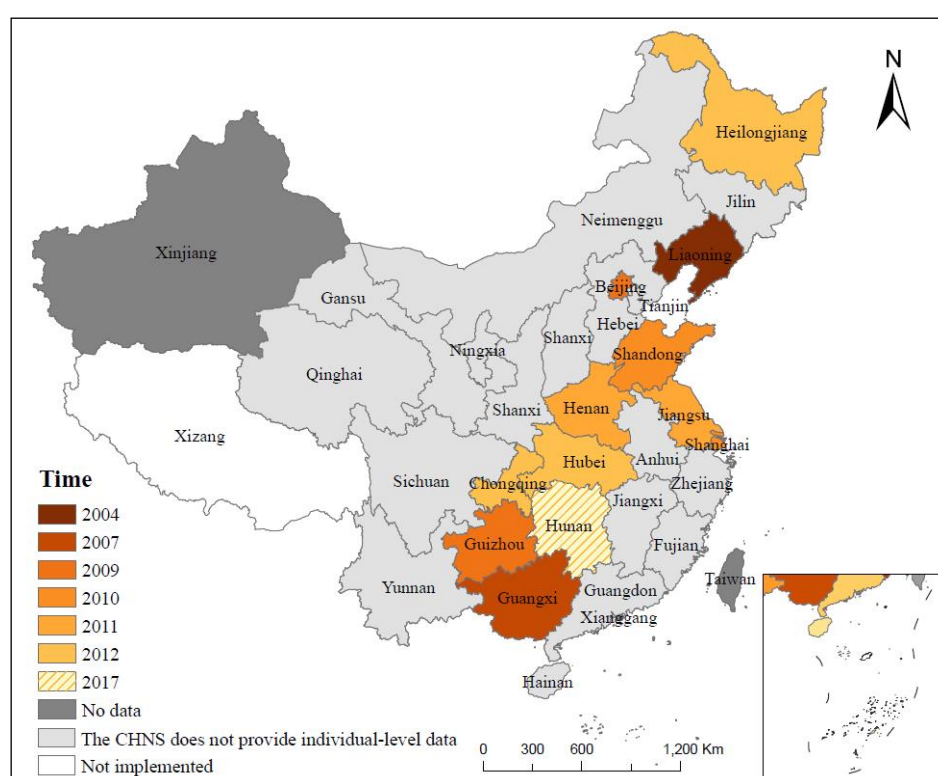 N
Heilongjiang
Jilin
Neimenggu
Liaoning
Xinjiang
Beijing
Gansu
Tianjin
Hebei
Shanxi
Ningxia
Shandong
Qinghai
Shanxi
Henan
Jiangsu
Xizang
Shanghai
Hubei
Anhui
Sichuan
Chongqing
Zhejiang
Jiangxi
Hunan
Guizhou
Fujian
Taiwan
Yunnan
Guangxi
Guangdon
Xianggang
Hainan
Time
2004
2007
2009
2010
2011
2012
2017
No data
The CHNS does not provide individual-level data
Not implemented
0 300 600 1,200 Km